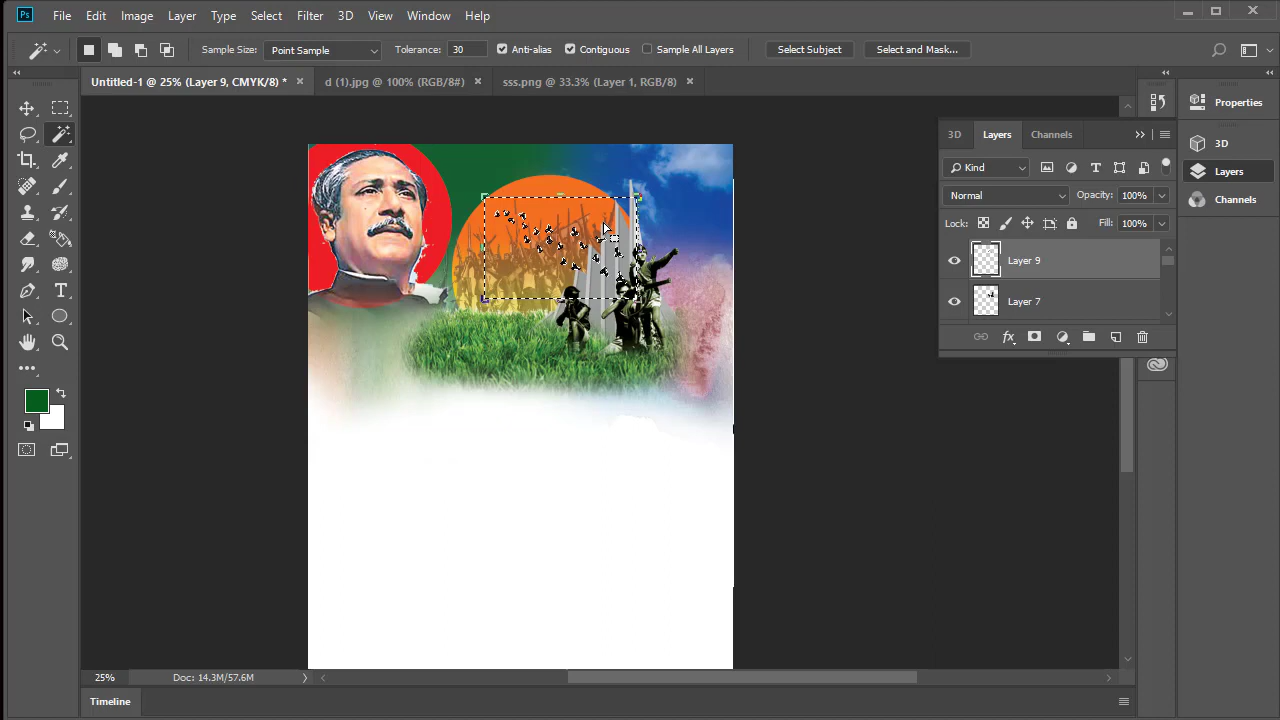 Ps File Edit Image Layer Type Select Filter 3D View Window Help
Sample Size: Point Sample Tolerance: 30 Anti-alias Contiguous Sample All Layers Select Subject Select and Mask...
Untitled-1 @ 25% (Layer 9, CMYK/8) * d (1).jpg @ 100% (RGB/8#) sss.png @ 33.3% (Layer 1, RGB/8)
Properties
3D Layers Channels
3D
Kind
Layers
Normal Opacity: 100%
Channels
Lock: Fill: 100%
Layer 9
Layer 7
fx
25% Doc: 14.3M/57.6M
Timeline